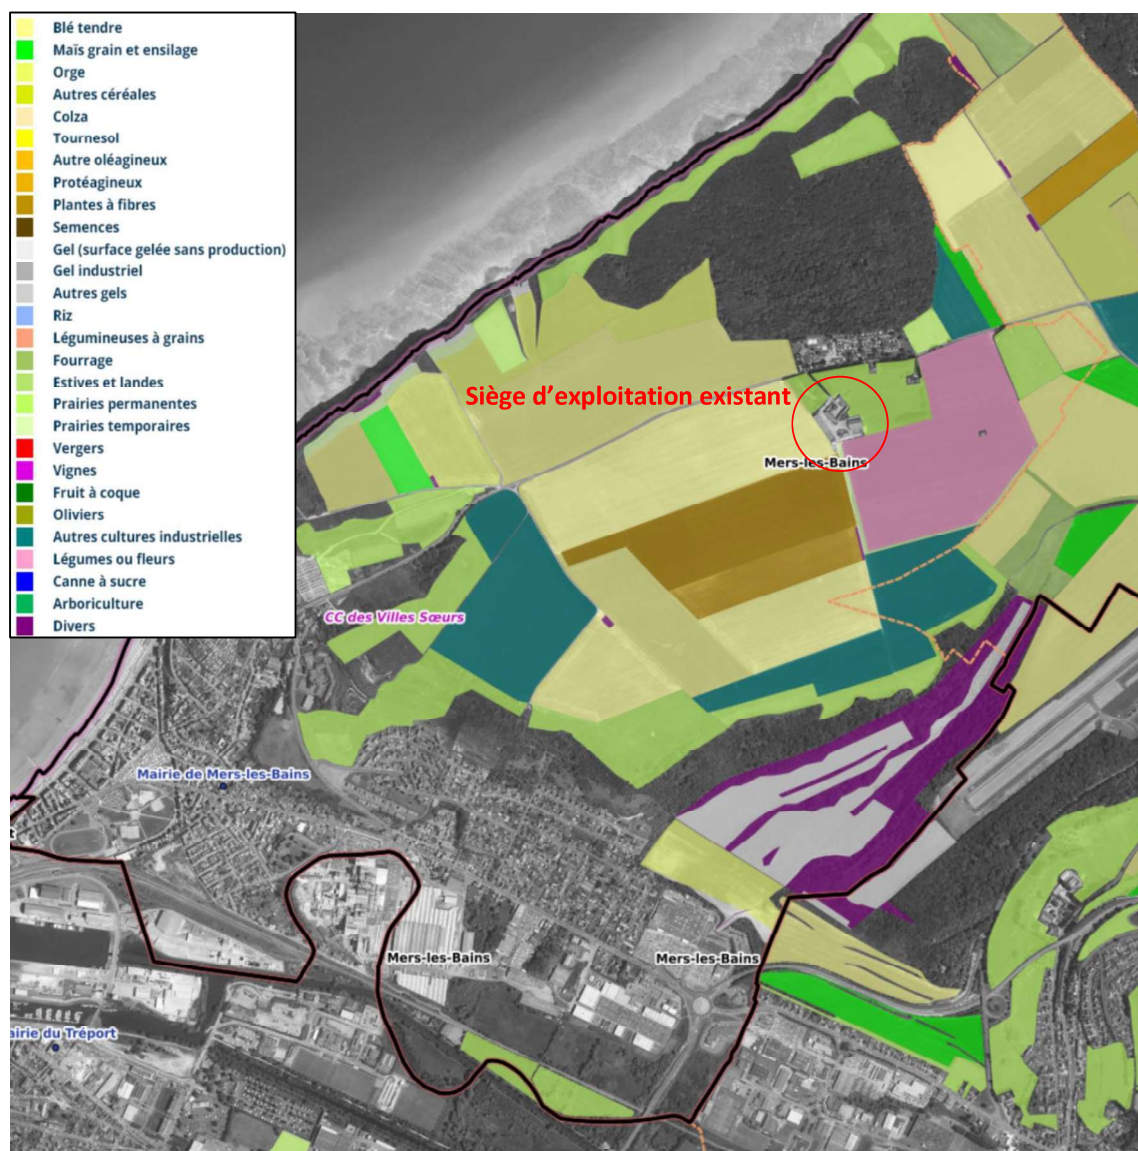 Blé tendre
Maïs grain et ensilage
Orge
Autres céréales
Colza
Tournesol
Autre oléagineux
Protéagineux
Plantes à fibres
Semences
Gel (surface gelée sans production)
Gel industriel
Autres gels
Riz
Légumineuses à grains
Fourrage
Estives et landes
Prairies permanentes
Prairies temporaires
Vergers
Vignes
Fruit à coque
Oliviers
Autres cultures industrielles
Légumes ou fleurs
Canne à sucre
Arboriculture
Divers
Siège d'exploitation existant
Mers-les-Bains
CC des Villes Sœurs
Mairie de Mers-les-Bains
Mers-les-Bains
Mers-les-Bains
airie du Tréport